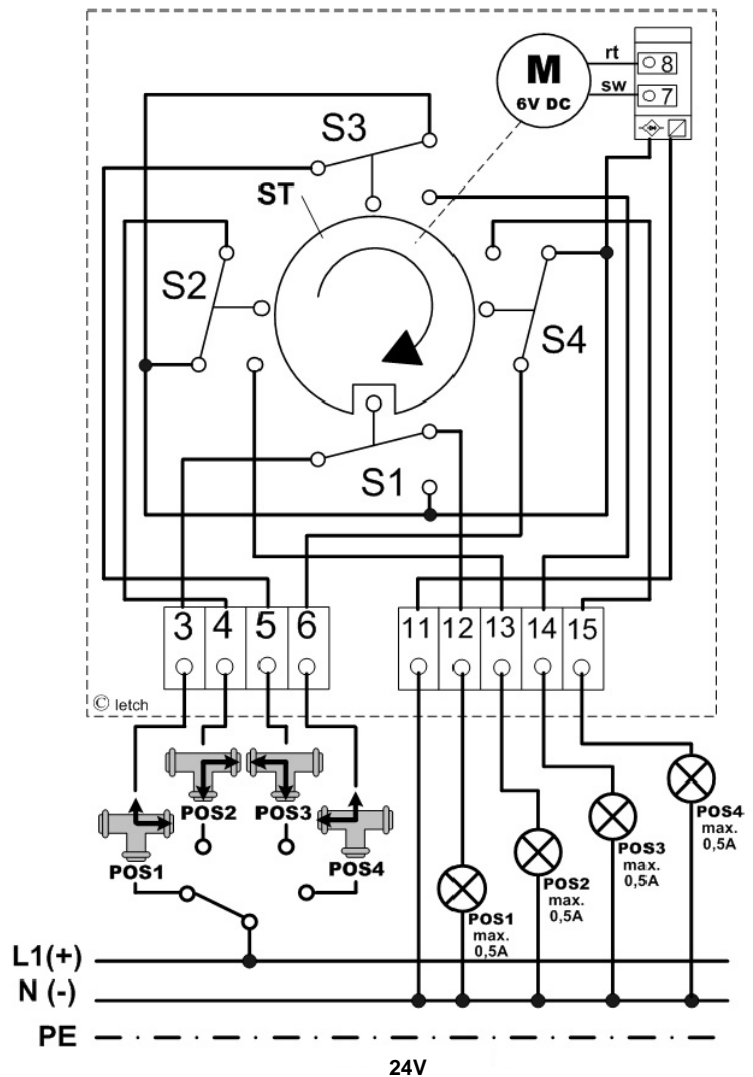 rt
M
8
sw
6V DC
7
S3
ST
S2
S4
S1
3 4 5 6
11 12 13 14 15
© letch
POS2 POS3
POS1
POS4
POS4
max.
0,5A
POS3
max.
0,5A
POS2
max.
0,5A
POS1
max.
0,5A
L1(+)
N (-)
PE
24V